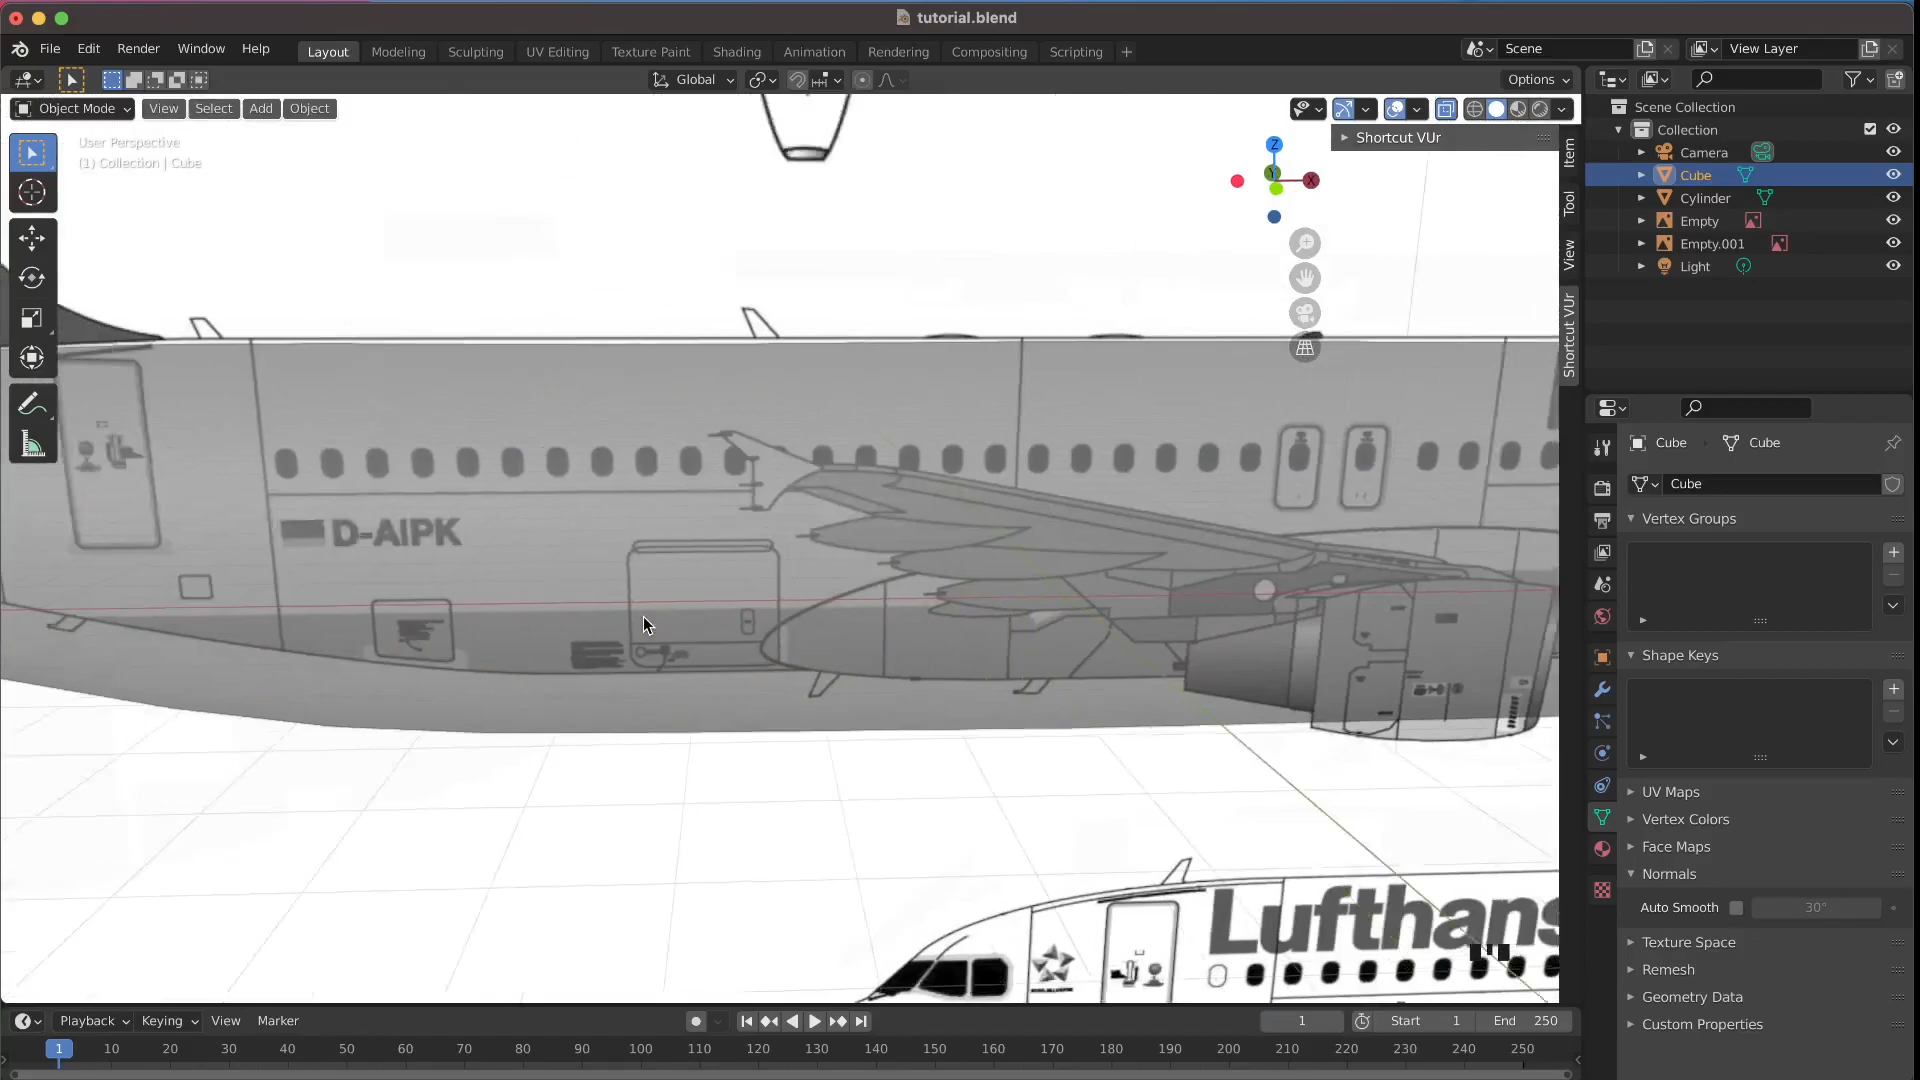 tutorial.blend
File Edit Render Window Help
Layout Modeling Sculpting UV Editing Texture Paint Shading Animation Rendering Compositing Scripting +
Scene
View Layer
Global
Options
Object Mode View Select Add Object
User Perspective
(1) Collection | Cube
Shortcut VUr
Z
Y
X
Item
Tool
View
Shortcut VUr
D-AIPK
Lufthans
Scene Collection
Collection
Camera
Cube
Cylinder
Empty
Empty.001
Light
Cube Cube
Cube
Vertex Groups
Shape Keys
UV Maps
Vertex Colors
Face Maps
Normals
Auto Smooth 30°
Texture Space
Remesh
Geometry Data
Custom Properties
Playback Keying View Marker
1 Start 1 End 250
1 10 20 30 40 50 60 70 80 90 100 110 120 130 140 150 160 170 180 190 200 210 220 230 240 250